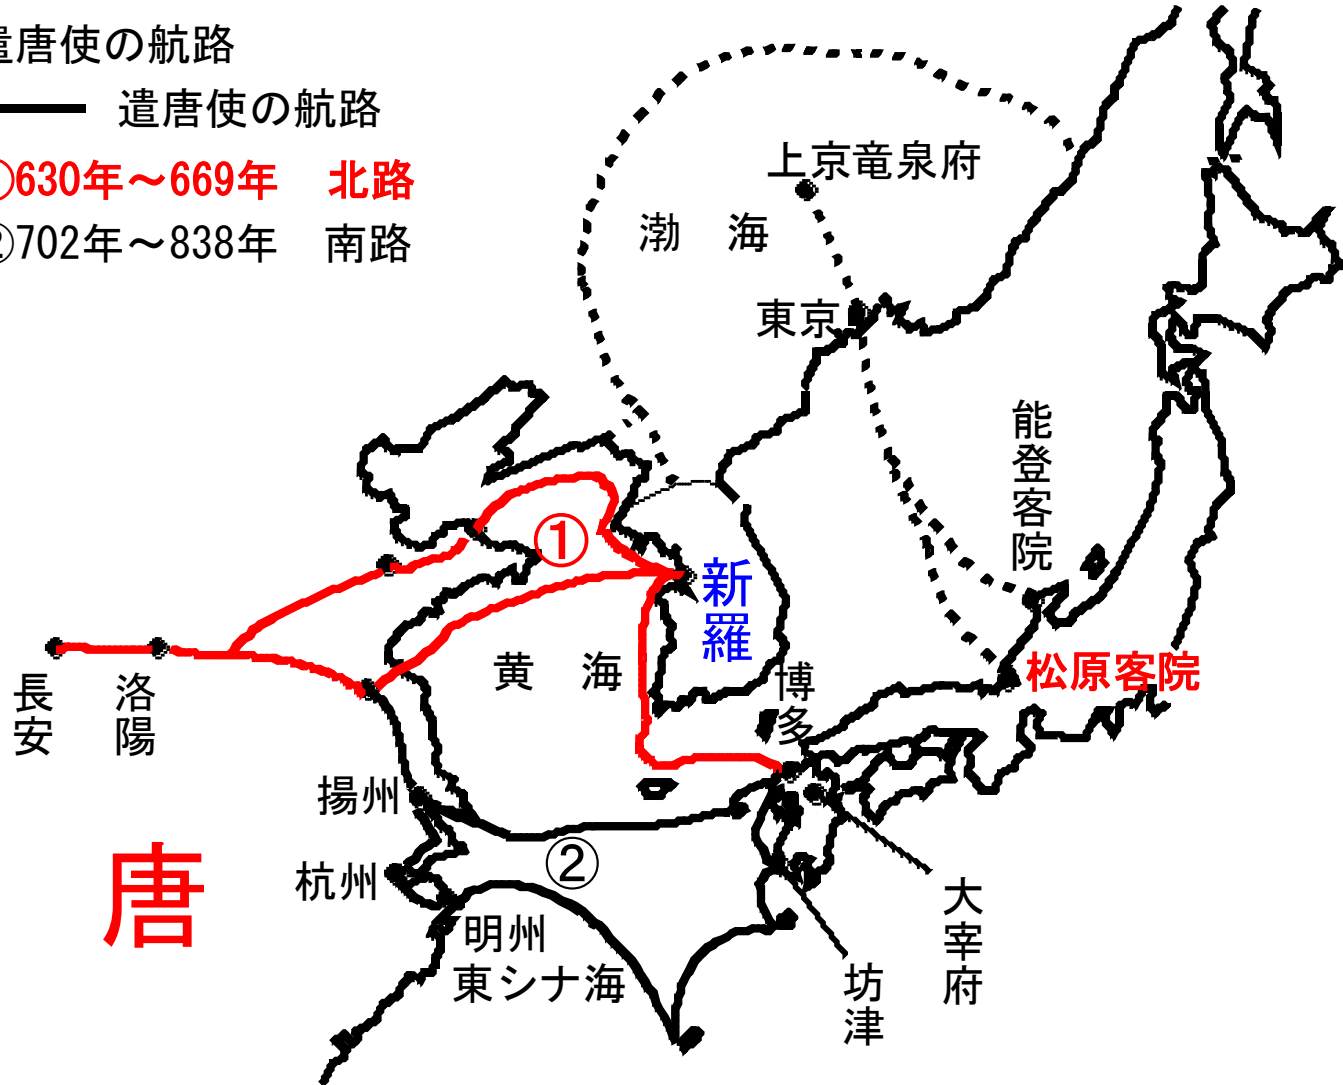 遣唐使の航路
遣唐使の航路
①630年～669年　北路
②702年～838年　南路
上京竜泉府
渤　海
東京
能登客院
①
新羅
松原客院
黄　海
博多
長安
洛陽
揚州
唐
杭州
②
明州
東シナ海
大宰府
坊津